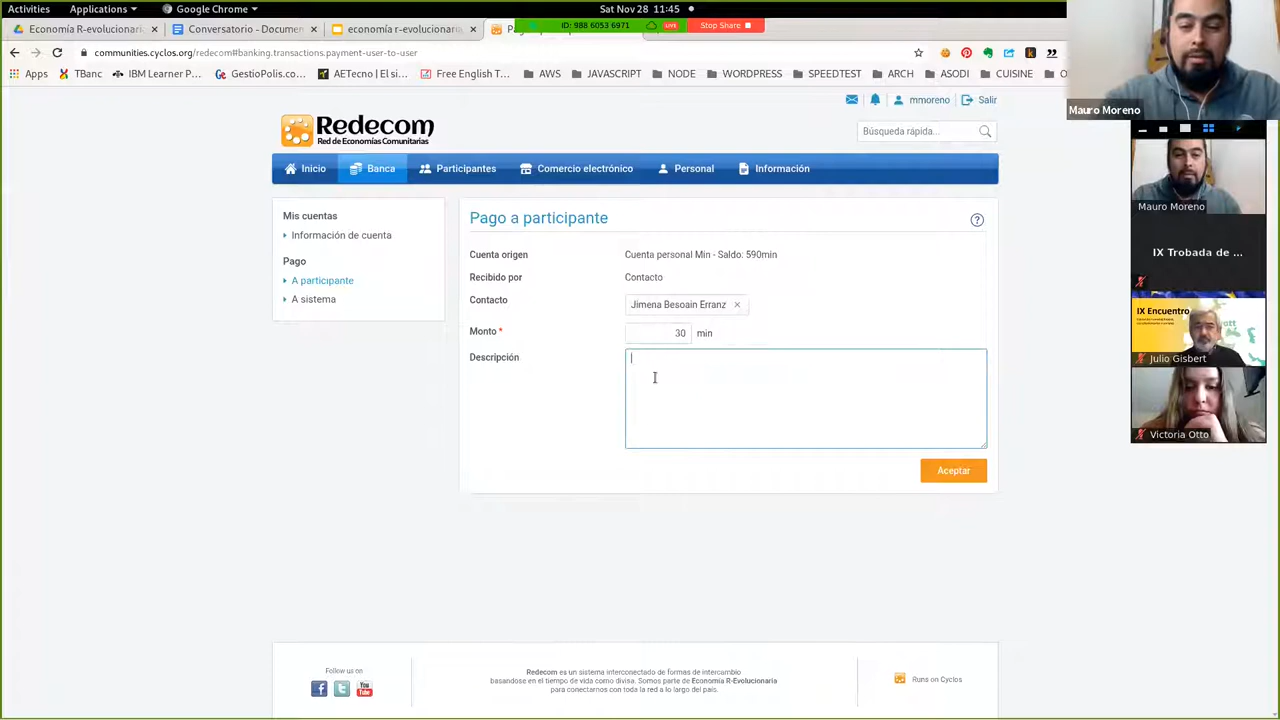 Activities
Applications
Google Chrome
Sat Nov 28 11:45
Economía R-evolucionaria
Conversatorio - Documen
economía r-evolucionaria
ID: 988 6053 6971
LIVE
Stop Share
communities.cyclos.org/redecom#banking.transactions.payment-user-to-user
Apps
TBanc
IBM Learner P...
GestioPolis.co...
AETecno | El si...
Free English T...
AWS
JAVASCRIPT
NODE
WORDPRESS
SPEEDTEST
ARCH
ASODI
CUISINE
Mauro Moreno
mmoreno
Salir
Redecom
Red de Economías Comunitarias
Búsqueda rápida...
Inicio
Banca
Participantes
Comercio electrónico
Personal
Información
Mis cuentas
Información de cuenta
Pago
A participante
A sistema
Pago a participante
?
Cuenta origen
Cuenta personal Min - Saldo: 590min
Recibido por
Contacto
Contacto
Jimena Besoain Erranz
Monto *
30 min
Descripción
Aceptar
Mauro Moreno
IX Trobada de ...
IX Encuentro
Julio Gisbert
Victoria Otto
Follow us on
You Tube
Redecom es un sistema interconectado de formas de intercambio
basandose en el tiempo de vida como divisa. Somos parte de Economía R-Evolucionaria
para conectarnos con toda la red a lo largo del país.
Runs on Cyclos